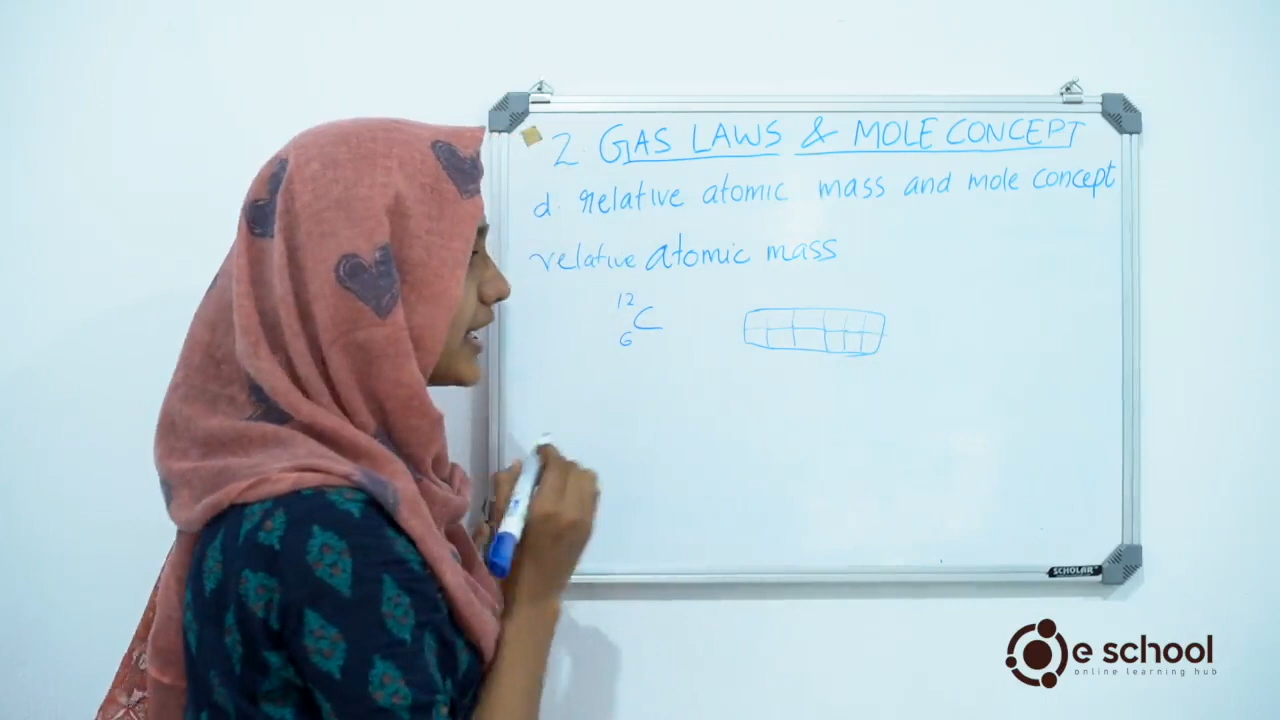 2. GAS LAWS & MOLE CONCEPT
d. relative atomic mass and mole concept
relative atomic mass
12
C
6
SCHOLAR
e school
online learning hub